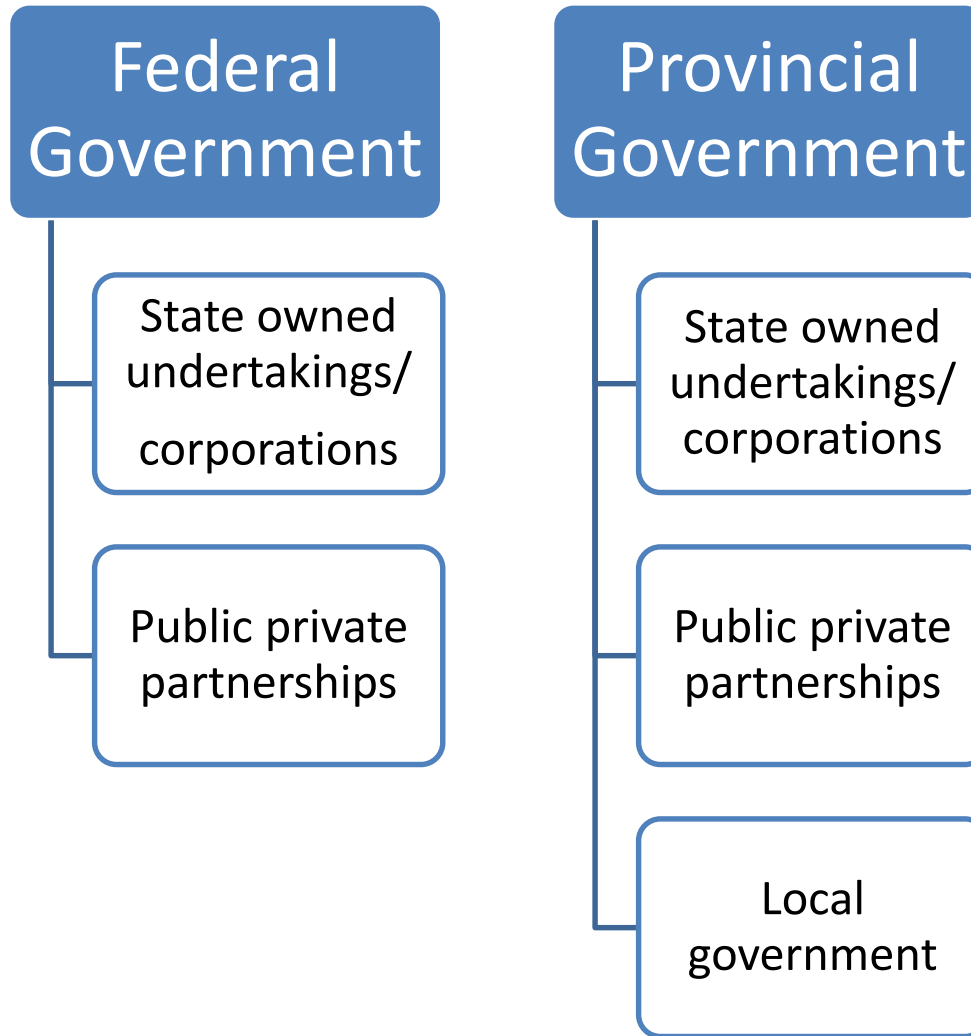 Federal
Government
State owned
undertakings/
corporations
Public private
partnerships
Provincial
Government
State owned
undertakings/
corporations
Public private
partnerships
Local
government